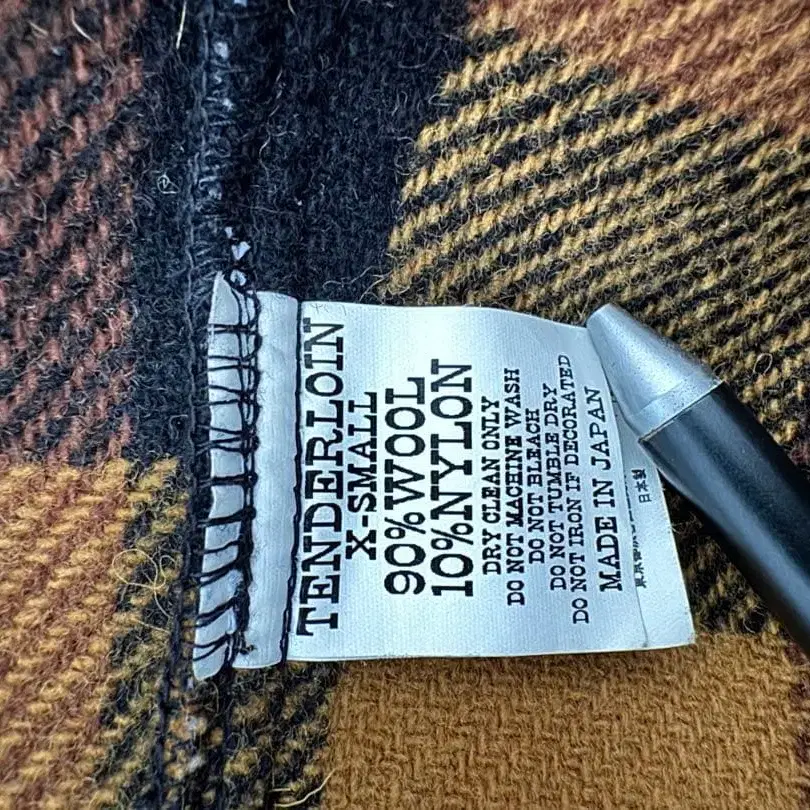 TENDERLOIN
X-SMALL
90%WOOL
10%NYLON
DRY CLEAN ONLY
DO NOT MACHINE WASH
DO NOT BLEACH
DO NOT TUMBLE DRY
DO NOT IRON IF DECORATED
MADE IN JAPAN
日本製